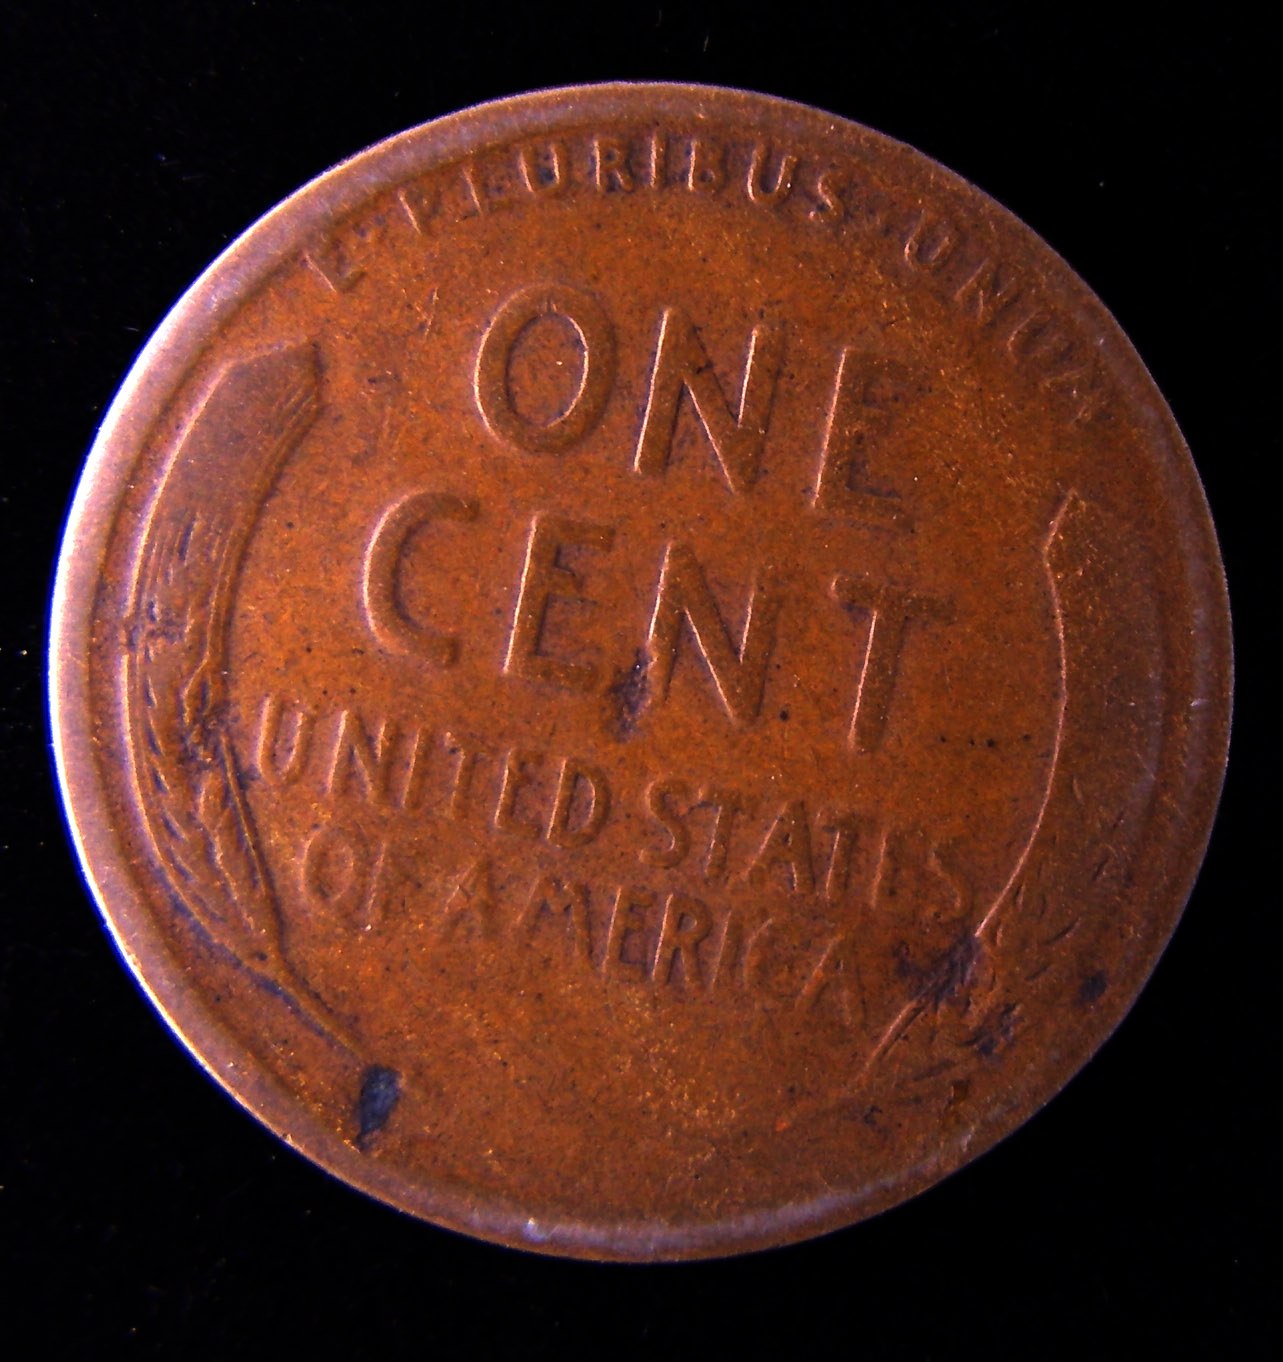 E · PLURIBUS · UNUM
ONE
CENT
UNITED STATES
OF AMERICA